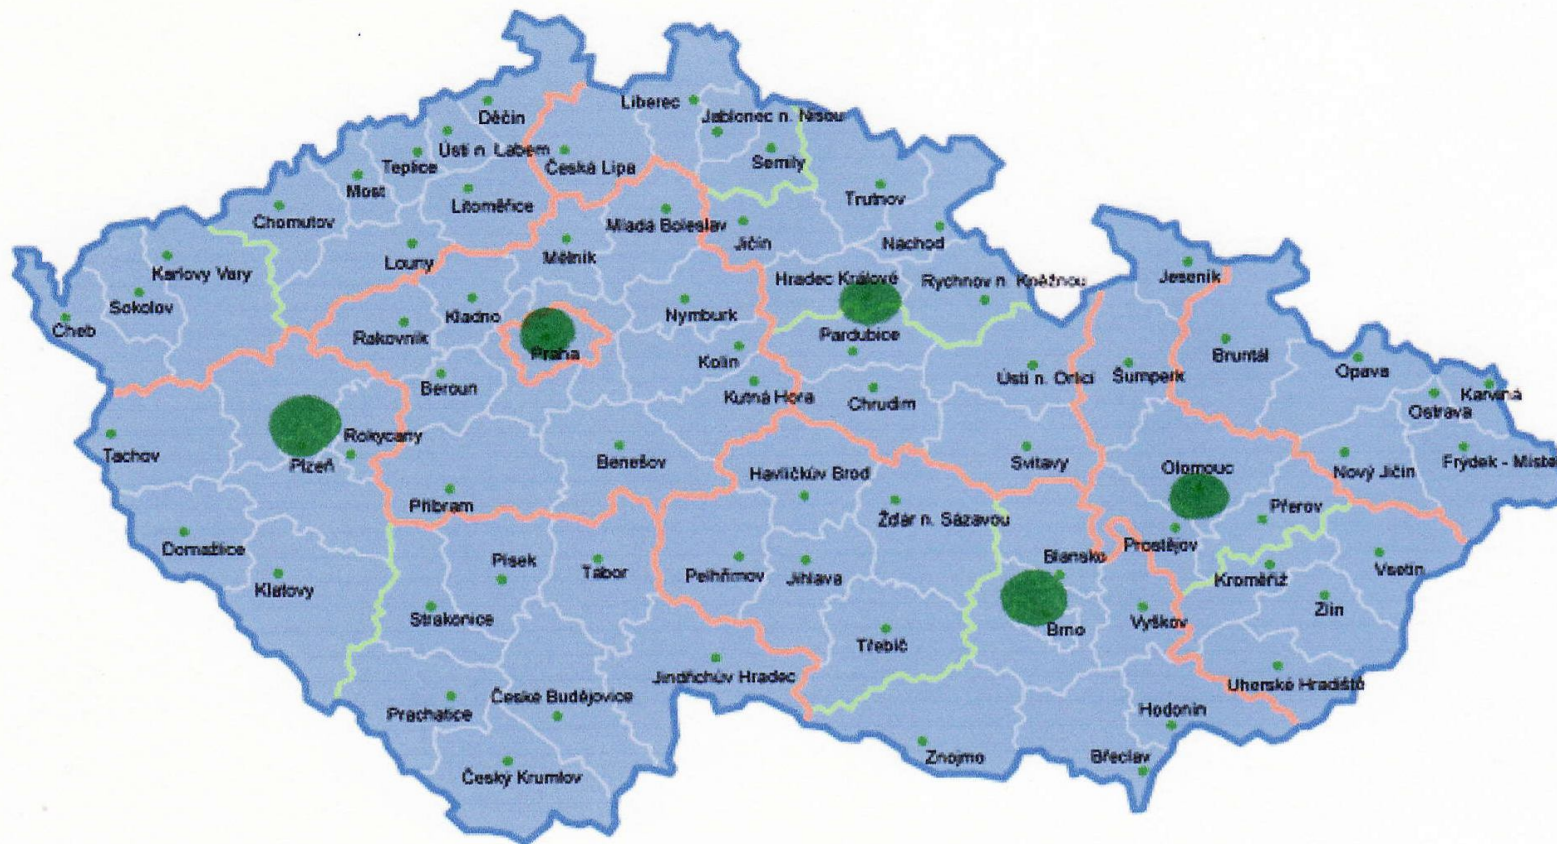 Děčín
Liberec
Jablonec n. Nisou
Ústí n. Labem
Teplice
Česká Lípa
Semily
Most
Litoměřice
Trutnov
Chomutov
Mladá Boleslav
Jičín
Náchod
Louny
Mělník
Karlovy Vary
Jeseník
Hradec Králové
Rychnov n. Kněžnou
Sokolov
Kladno
Nymburk
Cheb
Rakovník
Pardubice
Praha
Bruntál
Kolín
Opava
Beroun
Ústí n. Orlicí
Šumperk
Kutná Hora
Chrudim
Karviná
Ostrava
Rokycany
Tachov
Plzeň
Benešov
Svitavy
Havlíčkův Brod
Olomouc
Nový Jičín
Frýdek - Místek
Příbram
Přerov
Žďár n. Sázavou
Domažlice
Prostějov
Blansko
Písek
Tábor
Pelhřimov
Jihlava
Kroměříž
Vsetín
Klatovy
Zlín
Strakonice
Brno
Vyškov
Třebíč
Jindřichův Hradec
Uherské Hradiště
České Budějovice
Prachatice
Hodonín
Znojmo
Břeclav
Český Krumlov